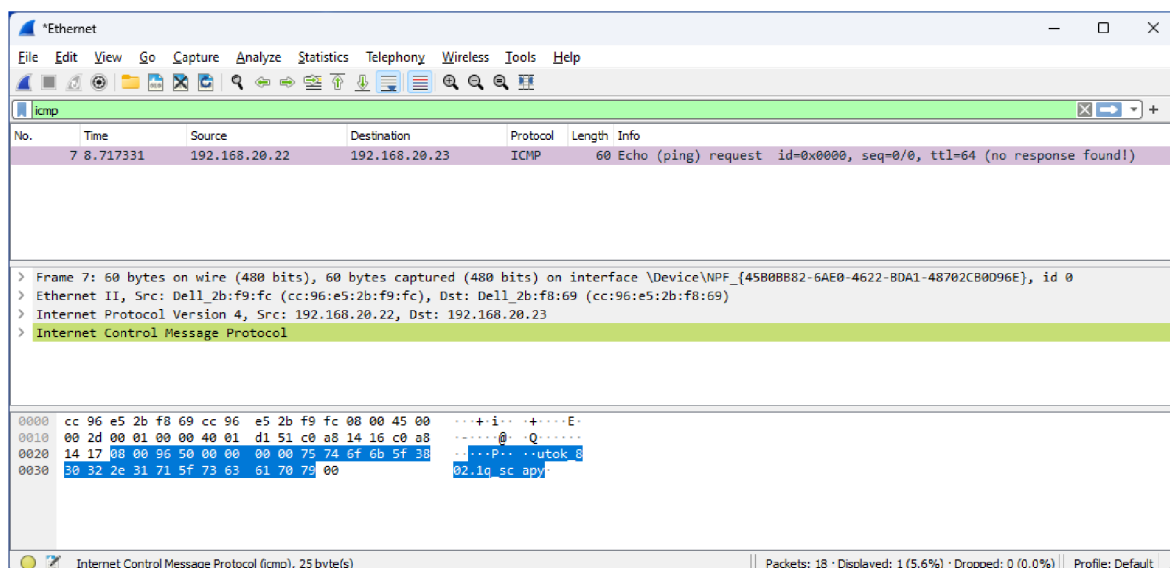 *Ethernet
File Edit View Go Capture Analyze Statistics Telephony Wireless Tools Help
icmp
No. Time Source Destination Protocol Length Info
7 8.717331 192.168.20.22 192.168.20.23 ICMP 60 Echo (ping) request id=0x0000, seq=0/0, ttl=64 (no response found!)
> Frame 7: 60 bytes on wire (480 bits), 60 bytes captured (480 bits) on interface \Device\NPF_{45B0BB82-6AE0-4622-BDA1-48702CB0D96E}, id 0
> Ethernet II, Src: Dell_2b:f9:fc (cc:96:e5:2b:f9:fc), Dst: Dell_2b:f8:69 (cc:96:e5:2b:f8:69)
> Internet Protocol Version 4, Src: 192.168.20.22, Dst: 192.168.20.23
> Internet Control Message Protocol
0000 cc 96 e5 2b f8 69 cc 96 e5 2b f9 fc 08 00 45 00 ···+·i·· ·+····E·
0010 00 2d 00 01 00 00 40 01 d1 51 c0 a8 14 16 c0 a8 ·-····@· ·Q······
0020 14 17 08 00 96 50 00 00 00 00 75 74 6f 6b 5f 38 ·····P·· ··utok_8
0030 30 32 2e 31 71 5f 73 63 61 70 79 00 02.1q_sc apy·
Internet Control Message Protocol (icmp), 25 byte(s) Packets: 18 · Displayed: 1 (5.6%) · Dropped: 0 (0.0%) Profile: Default